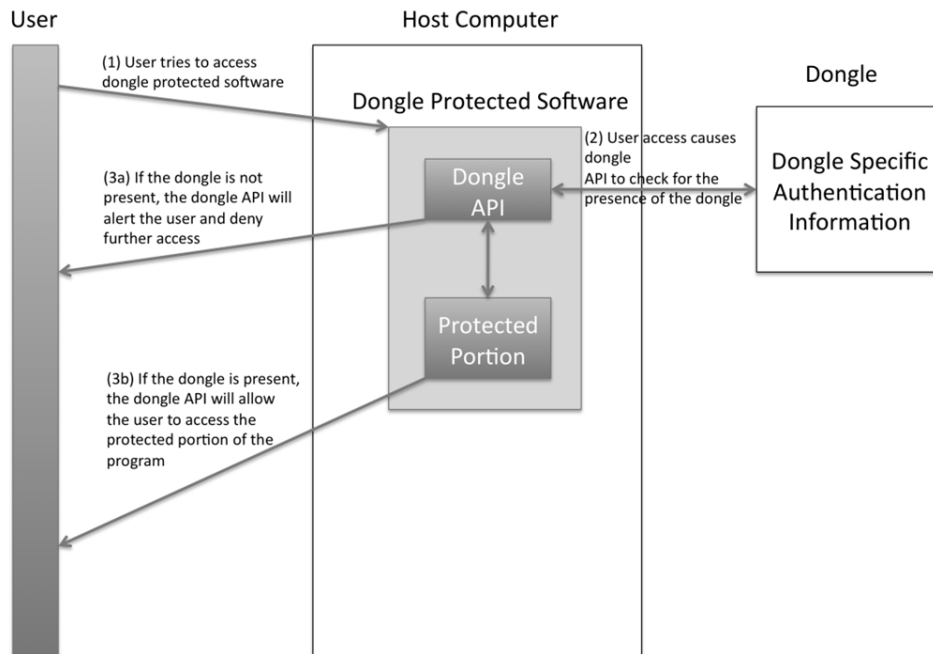 User
Host Computer
(1) User tries to access
dongle protected software
Dongle
Dongle Protected Software
(2) User access causes
dongle
API to check for the
presence of the dongle
Dongle Specific
Authentication
Information
(3a) If the dongle is not
present, the dongle API will
alert the user and deny
further access
Dongle
API
Protected
Portion
(3b) If the dongle is present,
the dongle API will allow
the user to access the
protected portion of the
program